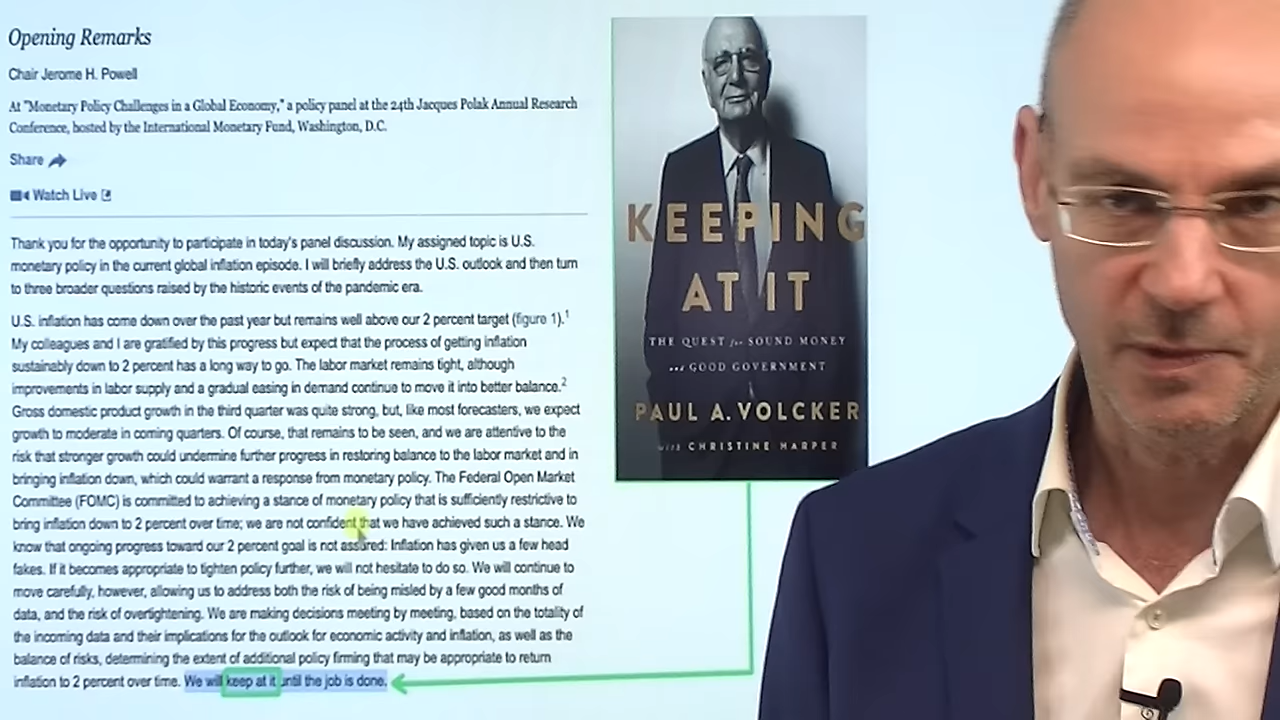 Opening Remarks
Chair Jerome H. Powell
At "Monetary Policy Challenges in a Global Economy," a policy panel at the 24th Jacques Polak Annual Research
Conference, hosted by the International Monetary Fund, Washington, D.C.
Share
Watch Live
Thank you for the opportunity to participate in today's panel discussion. My assigned topic is U.S.
monetary policy in the current global inflation episode. I will briefly address the U.S. outlook and then turn
to three broader questions raised by the historic events of the pandemic era.
U.S. inflation has come down over the past year but remains well above our 2 percent target (figure 1).1
My colleagues and I are gratified by this progress but expect that the process of getting inflation
sustainably down to 2 percent has a long way to go. The labor market remains tight, although
improvements in labor supply and a gradual easing in demand continue to move it into better balance.2
Gross domestic product growth in the third quarter was quite strong, but, like most forecasters, we expect
growth to moderate in coming quarters. Of course, that remains to be seen, and we are attentive to the
risk that stronger growth could undermine further progress in restoring balance to the labor market and in
bringing inflation down, which could warrant a response from monetary policy. The Federal Open Market
Committee (FOMC) is committed to achieving a stance of monetary policy that is sufficiently restrictive to
bring inflation down to 2 percent over time; we are not confident that we have achieved such a stance. We
know that ongoing progress toward our 2 percent goal is not assured: Inflation has given us a few head
fakes. If it becomes appropriate to tighten policy further, we will not hesitate to do so. We will continue to
move carefully, however, allowing us to address both the risk of being misled by a few good months of
data, and the risk of overtightening. We are making decisions meeting by meeting, based on the totality of
the incoming data and their implications for the outlook for economic activity and inflation, as well as the
balance of risks, determining the extent of additional policy firming that may be appropriate to return
inflation to 2 percent over time. We will keep at it until the job is done.
KEEPING
AT IT
THE QUEST for SOUND MONEY
and GOOD GOVERNMENT
PAUL A. VOLCKER
with CHRISTINE HARPER